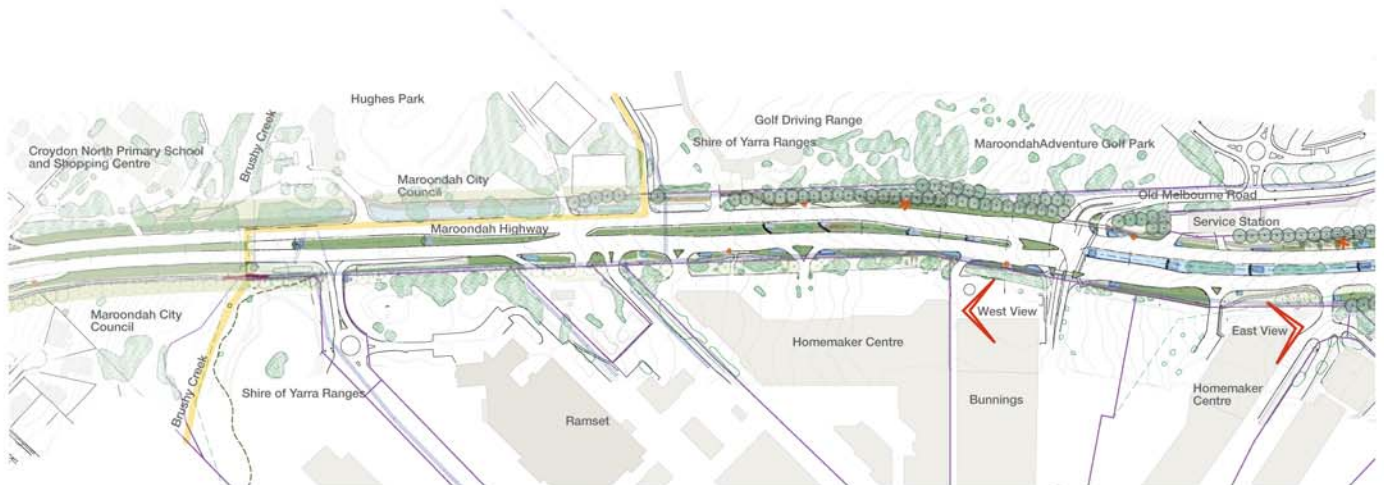 Hughes Park
Croydon North Primary School
and Shopping Centre
Brushy Creek
Maroondah City
Council
Maroondah Highway
Golf Driving Range
Shire of Yarra Ranges
MaroondahAdventure Golf Park
Old Melbourne Road
Service Station
Maroondah City
Council
Brushy Creek
Shire of Yarra Ranges
Ramset
Homemaker Centre
West View
Bunnings
East View
Homemaker
Centre